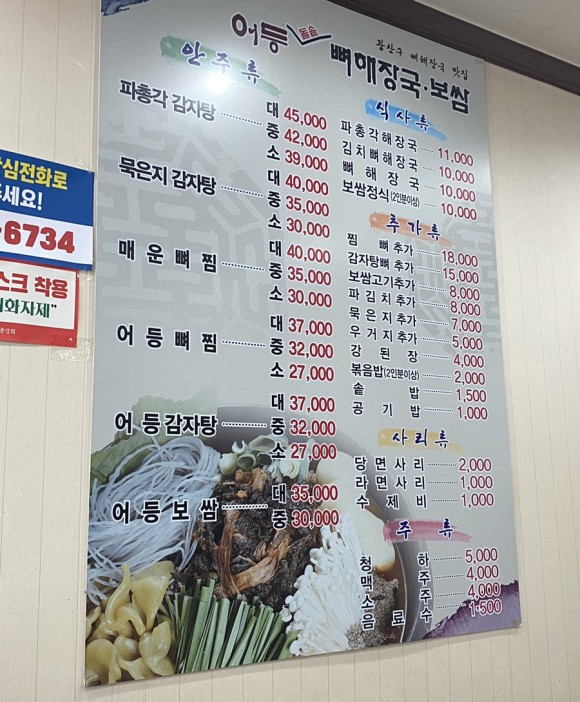 어등 돌솥 뼈해장국·보쌈
광산구 뼈해장국 맛집
안주류
파총각 감자탕 대 45,000
중 42,000
소 39,000
묵은지 감자탕 대 40,000
중 35,000
소 30,000
매운뼈찜 대 40,000
중 35,000
소 30,000
어등뼈찜 대 37,000
중 32,000
소 27,000
어등감자탕 대 37,000
중 32,000
소 27,000
어등보쌈 대 35,000
중 30,000
식사류
파총각해장국 11,000
김치뼈해장국 10,000
뼈해장국 10,000
보쌈정식(2인분이상) 10,000
추가류
찜뼈추가 18,000
감자탕뼈추가 15,000
보쌈고기추가 8,000
파김치추가 8,000
묵은지추가 7,000
우거지추가 5,000
강된장 4,000
볶음밥(2인분이상) 2,000
솥밥 1,500
공기밥 1,000
사리류
당면사리 2,000
라면사리 1,000
수제비 1,000
주류
청하 5,000
맥주 4,000
소주 4,000
음료수 1,500
심전화로
세요!
-6734
스크 착용
화자제"